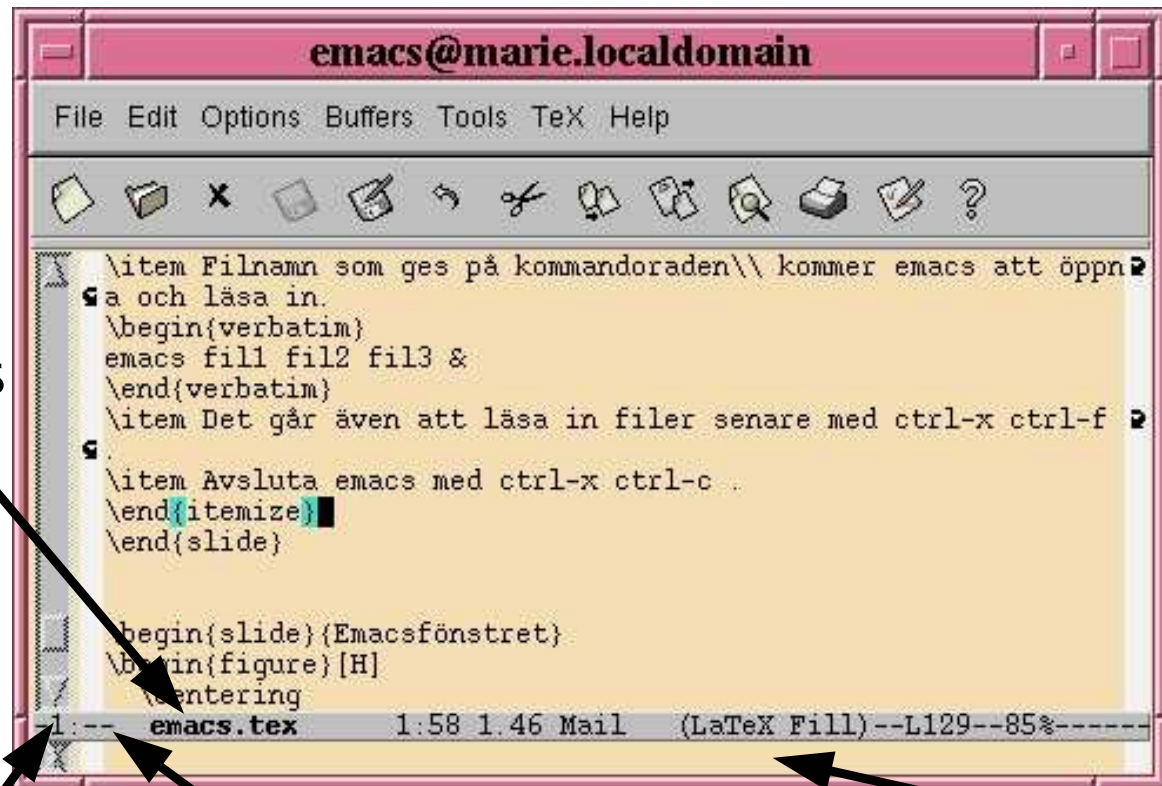 emacs@marie.localdomain
File Edit Options Buffers Tools TeX Help
\item Filnamn som ges på kommandoraden\\ kommer emacs att öppn
a och läsa in.
\begin{verbatim}
emacs fil1 fil2 fil3 &
\end{verbatim}
\item Det går även att läsa in filer senare med ctrl-x ctrl-f
.
\item Avsluta emacs med ctrl-x ctrl-c .
\end{itemize}
\end{slide}
\begin{slide}{Emacsfönstret}
\begin{figure}[H]
\centering
-1:-- emacs.tex 1:58 1.46 Mail (LaTeX Fill)--L129--85%------